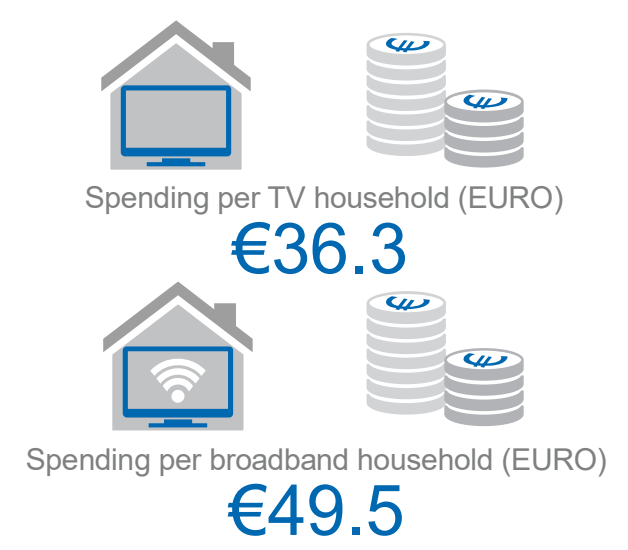 Spending per TV household (EURO)
€36.3
Spending per broadband household (EURO)
€49.5